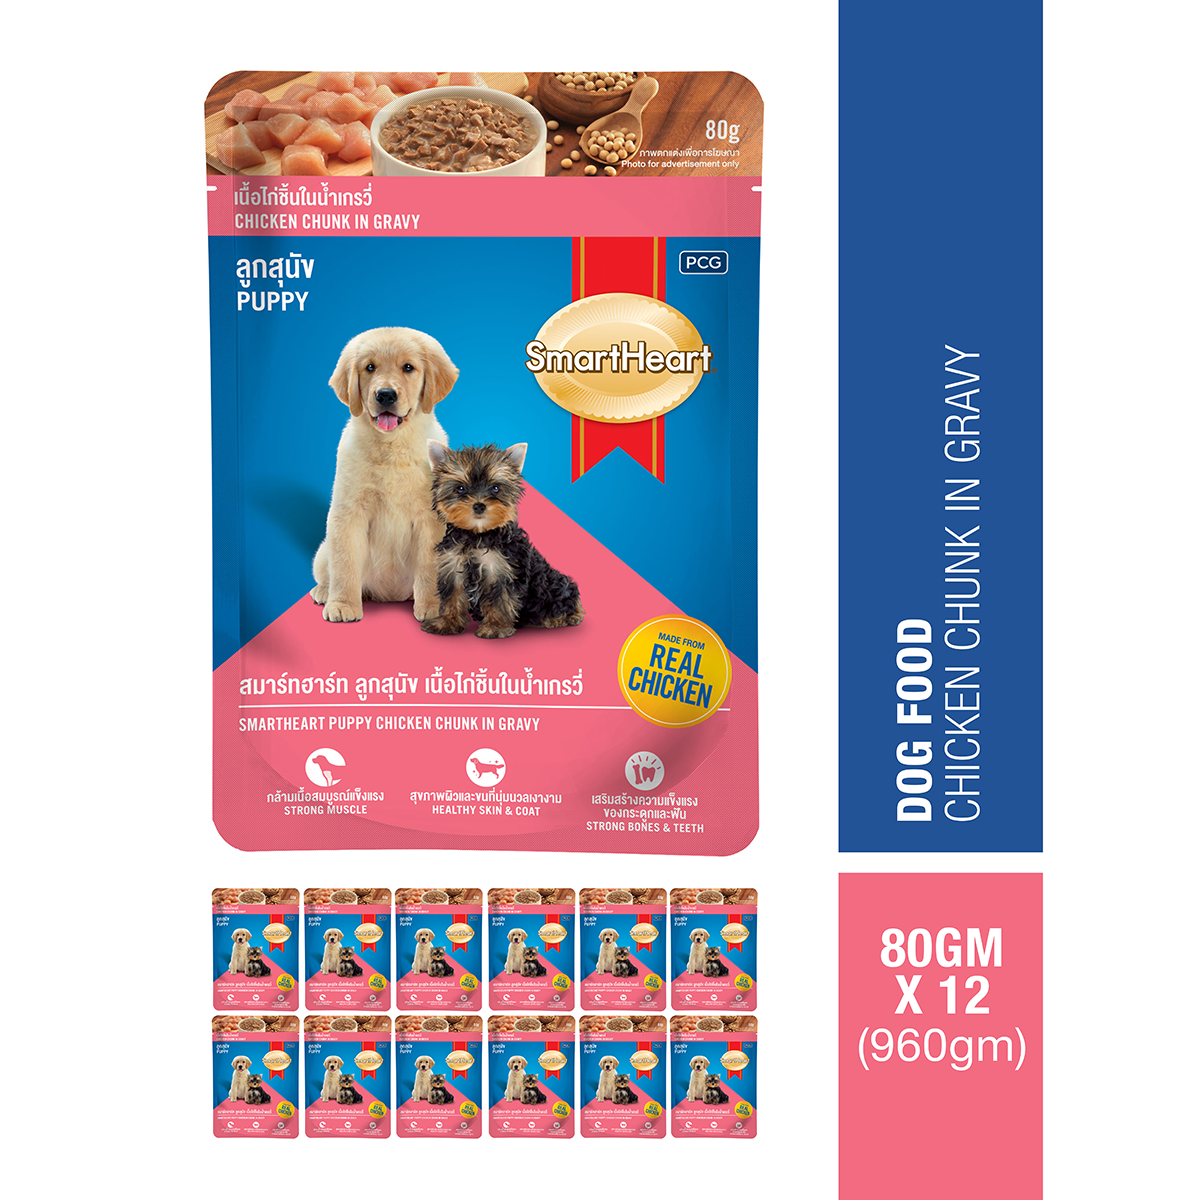 80g
ภาพตกแต่งเพื่อการโฆษณา
Photo for advertisement only
เนื้อไก่ชิ้นในน้ำเกรวี่
CHICKEN CHUNK IN GRAVY
ลูกสุนัข
PUPPY
PCG
SmartHeart
MADE FROM
REAL
CHICKEN
สมาร์ทฮาร์ท ลูกสุนัข เนื้อไก่ชิ้นในน้ำเกรวี่
SMARTHEART PUPPY CHICKEN CHUNK IN GRAVY
กล้ามเนื้อสมบูรณ์แข็งแรง
STRONG MUSCLE
สุขภาพผิวและขนที่นุ่มนวลเงางาม
HEALTHY SKIN & COAT
เสริมสร้างความแข็งแรง
ของกระดูกและฟัน
STRONG BONES & TEETH
DOG FOOD
CHICKEN CHUNK IN GRAVY
80GM
X 12
(960gm)